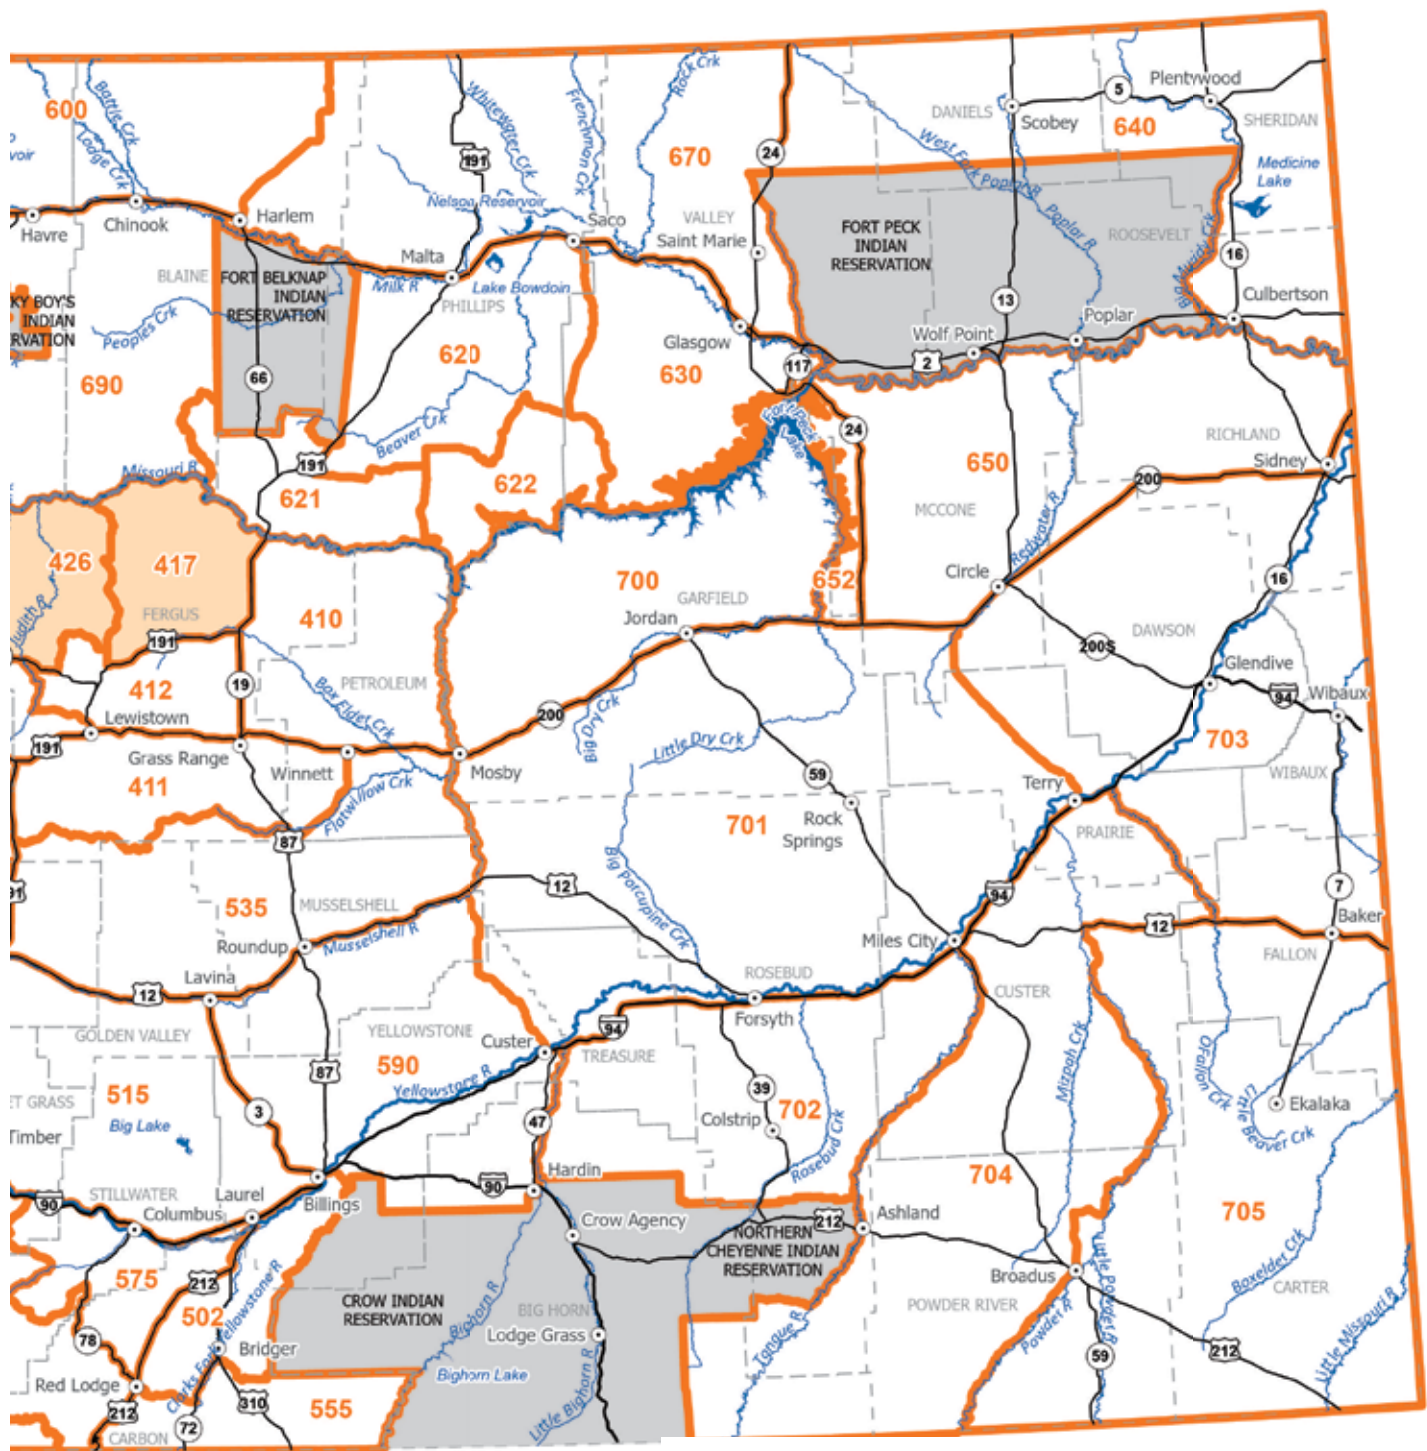 600
Battle Crk
Lodge Crk
voir
Havre
Chinook
Harlem
191
Whitewater Crk
Frenchman Crk
Rock Crk
670
24
DANIELS
Scobey
5
Plentywood
640
SHERIDAN
Medicine
Lake
West Fork Poplar R
Poplar R
ROOSEVELT
Big Muddy Crk
16
Culbertson
FORT PECK
INDIAN
RESERVATION
VALLEY
Saint Marie
Nelson Reservoir
Saco
Malta
Milk R
Lake Bowdoin
PHILLIPS
BLAINE
FORT BELKNAP
INDIAN
RESERVATION
KY BOY'S
INDIAN
RVATION
Peoples Crk
66
620
Glasgow
630
117
13
Wolf Point
2
Poplar
690
Beaver Crk
191
Fort Peck
Lake
24
650
RICHLAND
Sidney
200
Missouri R
621
622
MCCONE
Redwater R
426
417
FERGUS
Judith R
191
410
700
GARFIELD
Jordan
652
Circle
16
DAWSON
200S
Glendive
94
Wibaux
412
19
PETROLEUM
Box Elder Crk
Lewistown
191
Grass Range
Winnett
Mosby
200
Big Dry Crk
Little Dry Crk
59
703
WIBAUX
411
Flatwillow Crk
87
Rock
Springs
701
Terry
PRAIRIE
Big Porcupine Crk
91
535
MUSSELSHELL
12
94
7
Roundup
Musselshell R
Miles City
12
Baker
FALLON
Lavina
12
ROSEBUD
Forsyth
CUSTER
GOLDEN VALLEY
YELLOWSTONE
Custer
94
TREASURE
590
87
Yellowstone R
515
ET GRASS
Big Lake
Timber
3
47
39
Colstrip
702
Rosebud Crk
Mizpah Crk
OFallon Crk
Little Beaver Crk
Ekalaka
704
705
90
STILLWATER
Columbus
Laurel
Billings
90
Hardin
Crow Agency
212
Ashland
NORTHERN
CHEYENNE INDIAN
RESERVATION
Broadus
Little Powder R
Boxelder Crk
CARTER
575
212
502
Clarks Fork Yellowstone R
CROW INDIAN
RESERVATION
Bighorn R
BIG HORN
Lodge Grass
POWDER RIVER
Powder R
Tongue R
59
212
Little Missouri R
78
Bridger
Red Lodge
212
310
72
CARBON
555
Bighorn Lake
Little Bighorn R